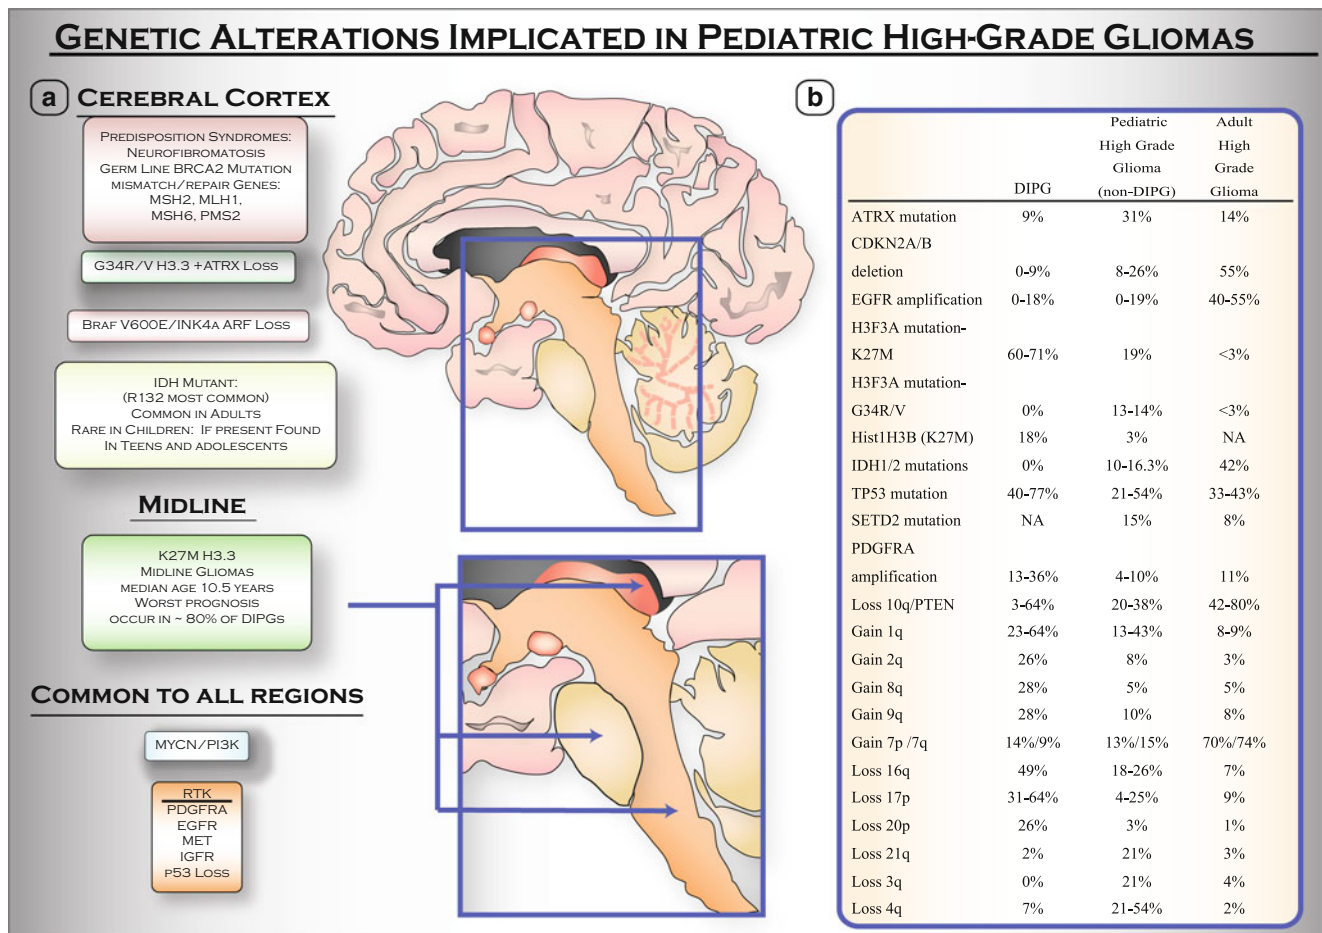 GENETIC ALTERATIONS IMPLICATED IN PEDIATRIC HIGH-GRADE GLIOMAS
a CEREBRAL CORTEX
PREDISPOSITION SYNDROMES:
NEUROFIBROMATOSIS
GERM LINE BRCA2 MUTATION
MISMATCH/REPAIR GENES:
MSH2, MLH1,
MSH6, PMS2
G34R/V H3.3 +ATRX LOSS
BRAF V600E/INK4A ARF LOSS
IDH MUTANT:
(R132 MOST COMMON)
COMMON IN ADULTS
RARE IN CHILDREN: IF PRESENT FOUND
IN TEENS AND ADOLESCENTS
MIDLINE
K27M H3.3
MIDLINE GLIOMAS
MEDIAN AGE 10.5 YEARS
WORST PROGNOSIS
OCCUR IN ~ 80% OF DIPGS
COMMON TO ALL REGIONS
MYCN/PI3K
RTK
PDGFRA
EGFR
MET
IGFR
P53 LOSS
b
Pediatric Adult
High Grade High
Glioma Grade
DIPG (non-DIPG) Glioma
ATRX mutation 9% 31% 14%
CDKN2A/B
deletion 0-9% 8-26% 55%
EGFR amplification 0-18% 0-19% 40-55%
H3F3A mutation-
K27M 60-71% 19% <3%
H3F3A mutation-
G34R/V 0% 13-14% <3%
Hist1H3B (K27M) 18% 3% NA
IDH1/2 mutations 0% 10-16.3% 42%
TP53 mutation 40-77% 21-54% 33-43%
SETD2 mutation NA 15% 8%
PDGFRA
amplification 13-36% 4-10% 11%
Loss 10q/PTEN 3-64% 20-38% 42-80%
Gain 1q 23-64% 13-43% 8-9%
Gain 2q 26% 8% 3%
Gain 8q 28% 5% 5%
Gain 9q 28% 10% 8%
Gain 7p /7q 14%/9% 13%/15% 70%/74%
Loss 16q 49% 18-26% 7%
Loss 17p 31-64% 4-25% 9%
Loss 20p 26% 3% 1%
Loss 21q 2% 21% 3%
Loss 3q 0% 21% 4%
Loss 4q 7% 21-54% 2%